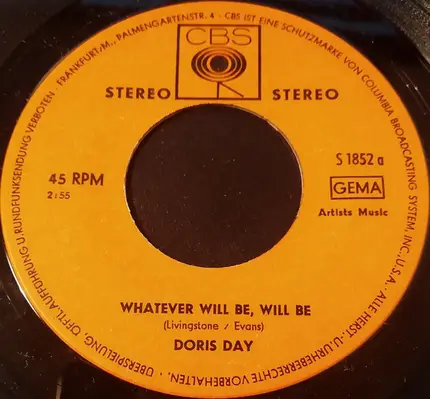 FRANKFURT/M., PALMENGARTENSTR. 4 - CBS IST EINE SCHUTZMARKE VON COLUMBIA BROADCASTING SYSTEM, INC., U.S.A. - ALLE HERST.- U. URHEBERRECHTE VORBEHALTEN. - ÜBERSPIELUNG, ÖFFTL. AUFFÜHRUNG U. RUNDFUNKSENDUNG VERBOTEN -
CBS
STEREO STEREO
S 1852 a
45 RPM
GEMA
2:55
Artists Music
WHATEVER WILL BE, WILL BE
(Livingstone / Evans)
DORIS DAY